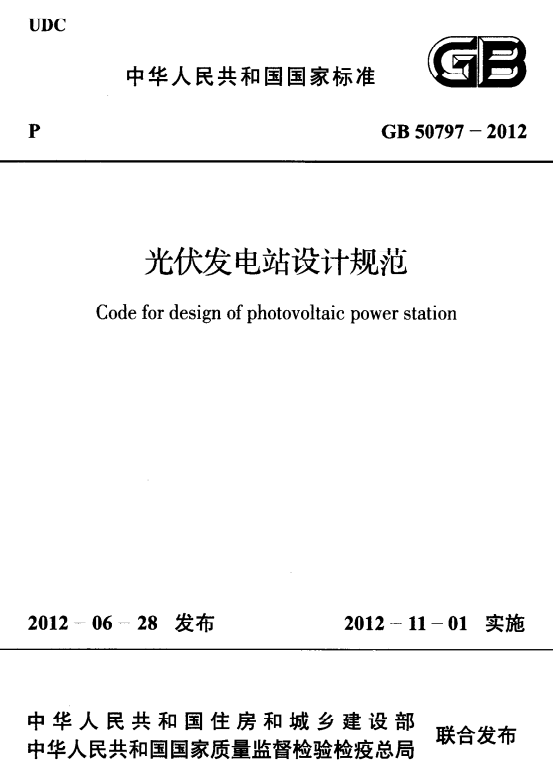 UDC
中华人民共和国国家标准
GB
P
GB 50797－2012
光伏发电站设计规范
Code for design of photovoltaic power station
2012－06－28 发布
2012－11－01 实施
中华人民共和国住房和城乡建设部
中华人民共和国国家质量监督检验检疫总局
联合发布